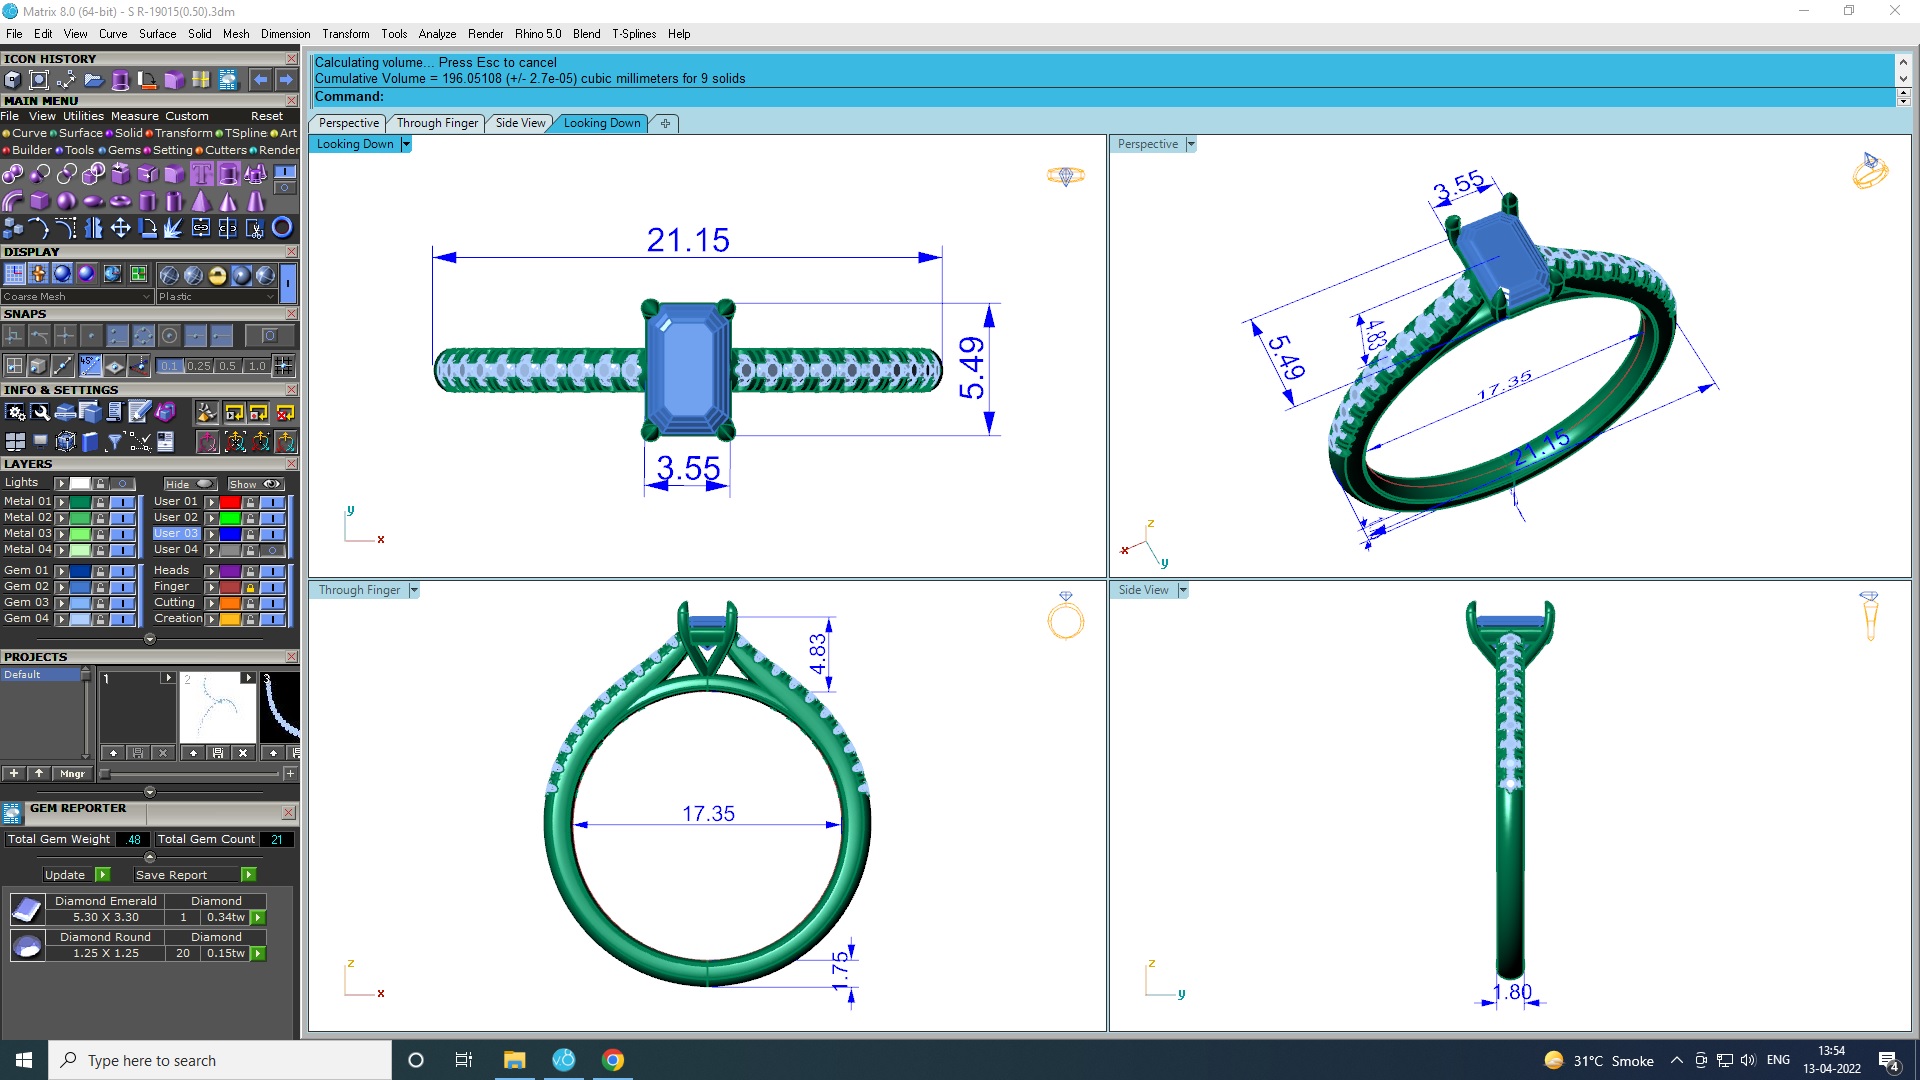 Matrix 8.0 (64-bit) - S R-19015(0.50).3dm
File Edit View Curve Surface Solid Mesh Dimension Transform Tools Analyze Render Rhino 5.0 Blend T-Splines Help
ICON HISTORY
Calculating volume... Press Esc to cancel
Cumulative Volume = 196.05108 (+/- 2.7e-05) cubic millimeters for 9 solids
Command:
MAIN MENU
File View Utilities Measure Custom Reset
Curve Surface Solid Transform TSpline Art
Builder Tools Gems Setting Cutters Render
DISPLAY
Coarse Mesh Plastic
SNAPS
45°
0.1 0.25 0.5 1.0
INFO & SETTINGS
LAYERS
Lights Hide Show
Metal 01 User 01
Metal 02 User 02
Metal 03 User 03
Metal 04 User 04
Gem 01 Heads
Gem 02 Finger
Gem 03 Cutting
Gem 04 Creation
PROJECTS
Default
1 2 3
Mngr
GEM REPORTER
Total Gem Weight .48 Total Gem Count 21
Update Save Report
Diamond Emerald Diamond
5.30 X 3.30 1 0.34tw
Diamond Round Diamond
1.25 X 1.25 20 0.15tw
Perspective Through Finger Side View Looking Down
Looking Down
21.15
5.49
3.55
y
x
Perspective
3.55
5.49
4.83
17.35
21.15
z
x
y
Through Finger
4.83
17.35
1.75
z
x
Side View
1.80
z
y
Type here to search
31°C Smoke
ENG
13:54
13-04-2022
4